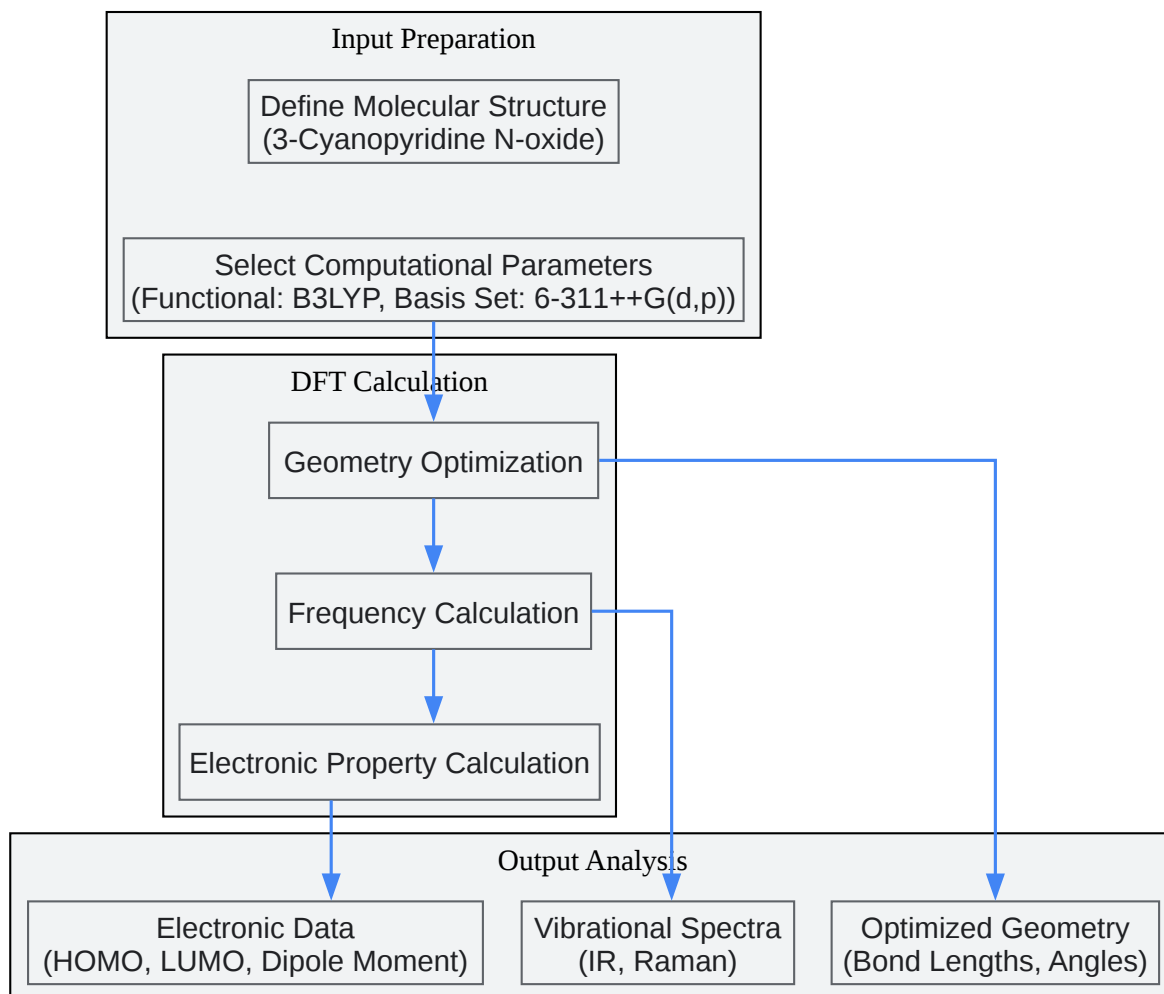 Input Preparation
Define Molecular Structure
(3-Cyanopyridine N-oxide)
Select Computational Parameters
(Functional: B3LYP, Basis Set: 6-311++G(d,p))
DFT Calculation
Geometry Optimization
Frequency Calculation
Electronic Property Calculation
Output Analysis
Electronic Data
(HOMO, LUMO, Dipole Moment)
Vibrational Spectra
(IR, Raman)
Optimized Geometry
(Bond Lengths, Angles)